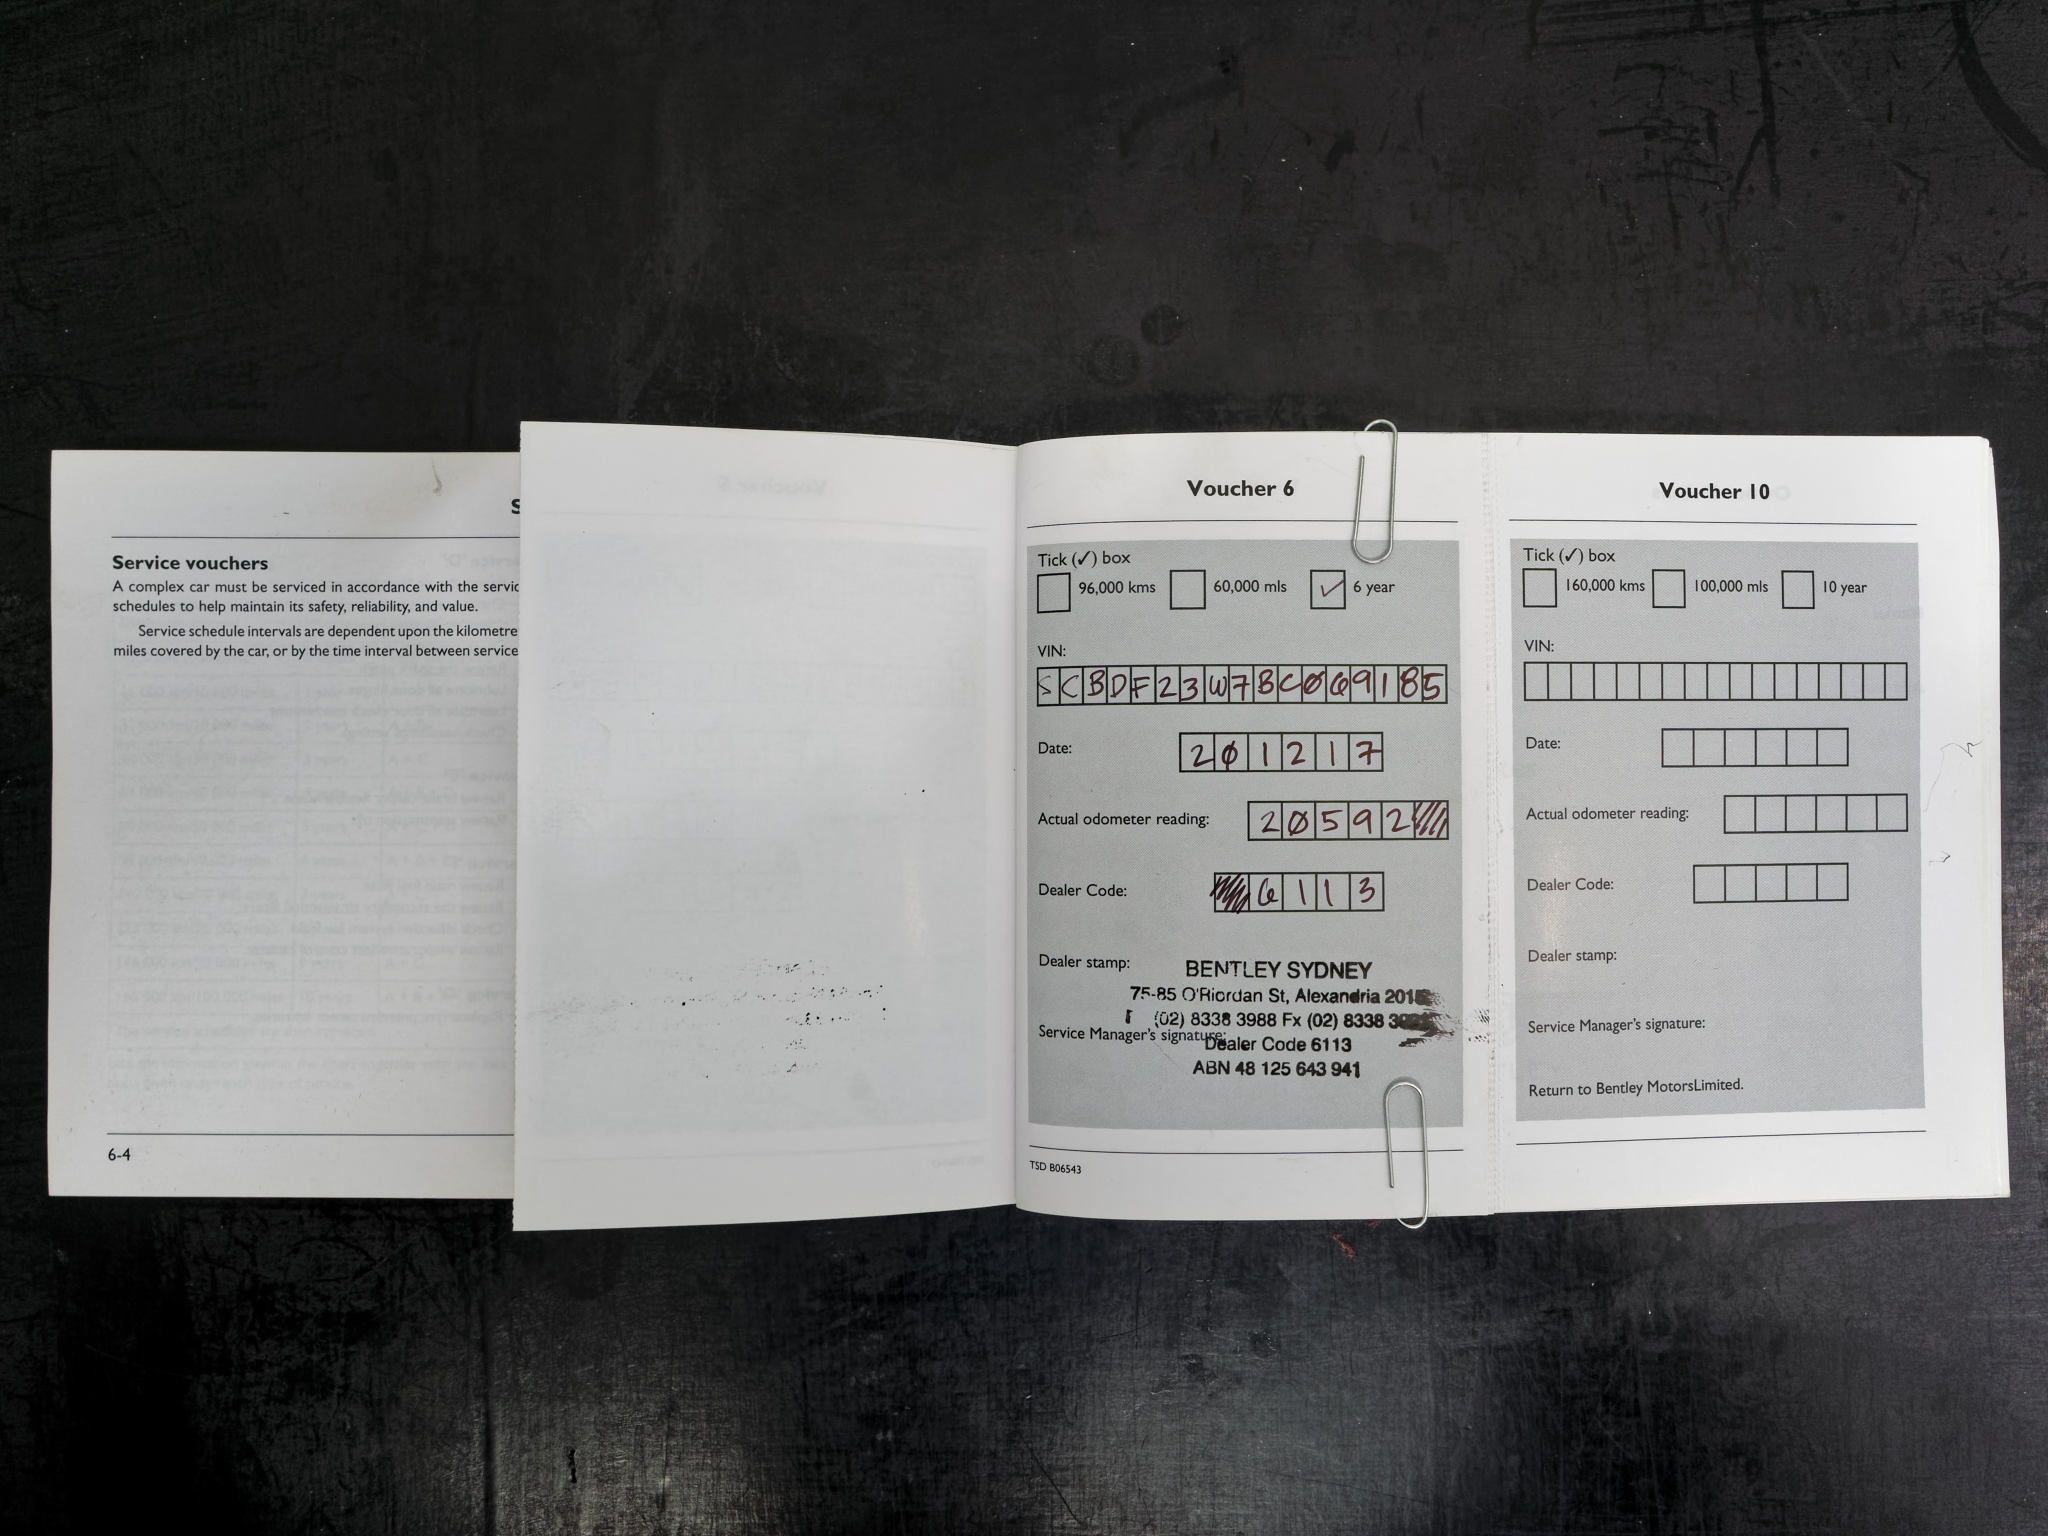 Service vouchers
A complex car must be serviced in accordance with the servic
schedules to help maintain its safety, reliability, and value.
Service schedule intervals are dependent upon the kilometre
miles covered by the car, or by the time interval between service
6-4
Voucher 6
Tick (✓) box
96,000 kms 60,000 mls ✓ 6 year
VIN:
SCBDF23W7BC069185
Date: 201217
Actual odometer reading: 20592
Dealer Code: 6113
Dealer stamp:
BENTLEY SYDNEY
75-85 O'Riordan St, Alexandria 2015
(02) 8338 3988 Fx (02) 8338
Service Manager's signature:
Dealer Code 6113
ABN 48 125 643 941
TSD B06543
Voucher 10
Tick (✓) box
160,000 kms 100,000 mls 10 year
VIN:
Date:
Actual odometer reading:
Dealer Code:
Dealer stamp:
Service Manager's signature:
Return to Bentley MotorsLimited.